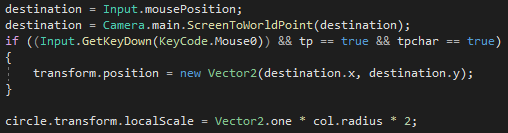 destination = Input.mousePosition;
destination = Camera.main.ScreenToWorldPoint(destination);
if ((Input.GetKeyDown(KeyCode.Mouse0)) && tp == true && tpchar == true)
{
transform.position = new Vector2(destination.x, destination.y);
}
circle.transform.localScale = Vector2.one * col.radius * 2;